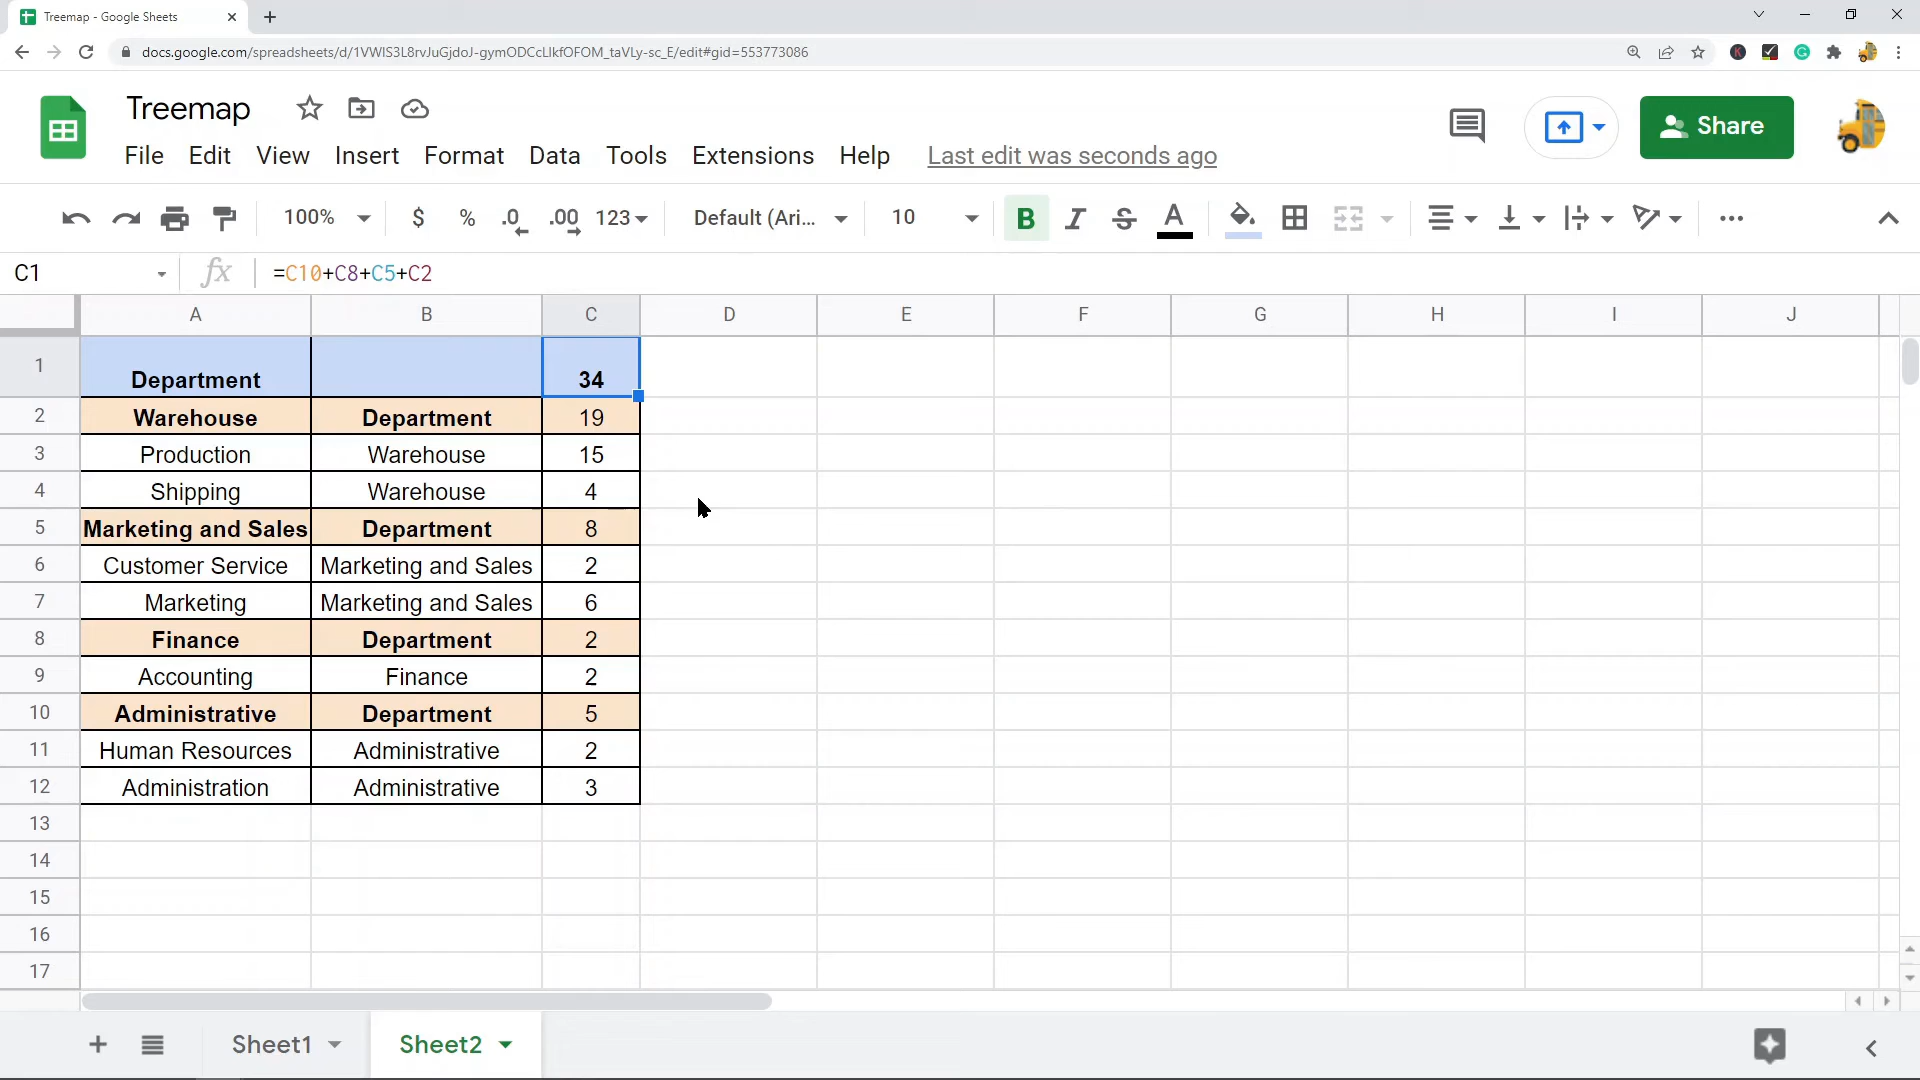 Treemap - Google Sheets
docs.google.com/spreadsheets/d/1VWIS3L8rvJuGjdoJ-gymODCcLlkfOFOM_taVLy-sc_E/edit#gid=553773086
Treemap
Share
File Edit View Insert Format Data Tools Extensions Help Last edit was seconds ago
100% $ % .0 .00 123 Default (Ari... 10 B I S A
C1 fx =C10+C8+C5+C2
A B C D E F G H I J
1 Department 34
2 Warehouse Department 19
3 Production Warehouse 15
4 Shipping Warehouse 4
5 Marketing and Sales Department 8
6 Customer Service Marketing and Sales 2
7 Marketing Marketing and Sales 6
8 Finance Department 2
9 Accounting Finance 2
10 Administrative Department 5
11 Human Resources Administrative 2
12 Administration Administrative 3
13
14
15
16
17
Sheet1 Sheet2